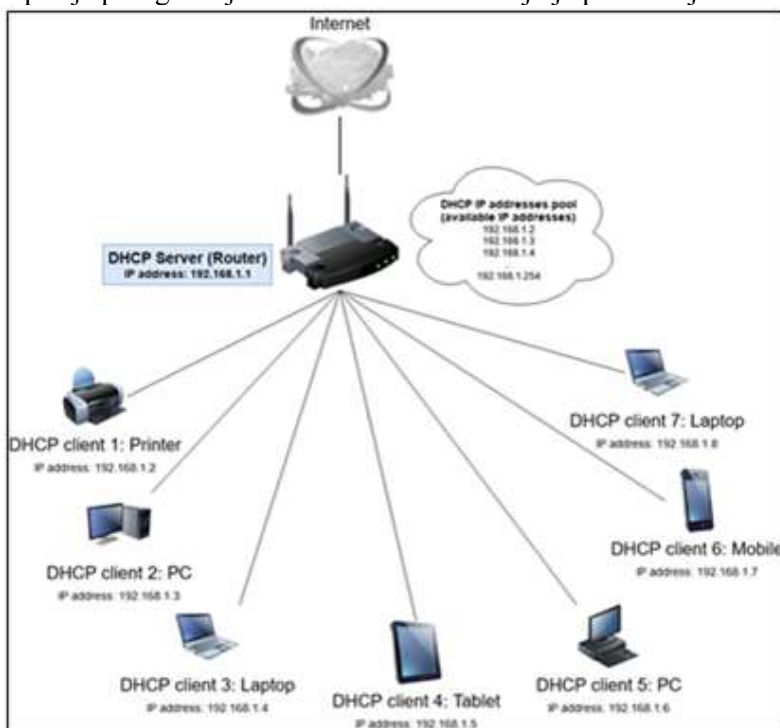 Internet
DHCP IP addresses pool
(available IP addresses)
192.168.1.2
192.168.1.3
192.168.1.4
192.168.1.254
DHCP Server (Router)
IP address: 192.168.1.1
DHCP client 7: Laptop
IP address: 192.168.1.8
DHCP client 1: Printer
IP address: 192.168.1.2
DHCP client 6: Mobile
IP address: 192.168.1.7
DHCP client 2: PC
IP address: 192.168.1.3
DHCP client 3: Laptop
IP address: 192.168.1.4
DHCP client 4: Tablet
IP address: 192.168.1.5
DHCP client 5: PC
IP address: 192.168.1.6